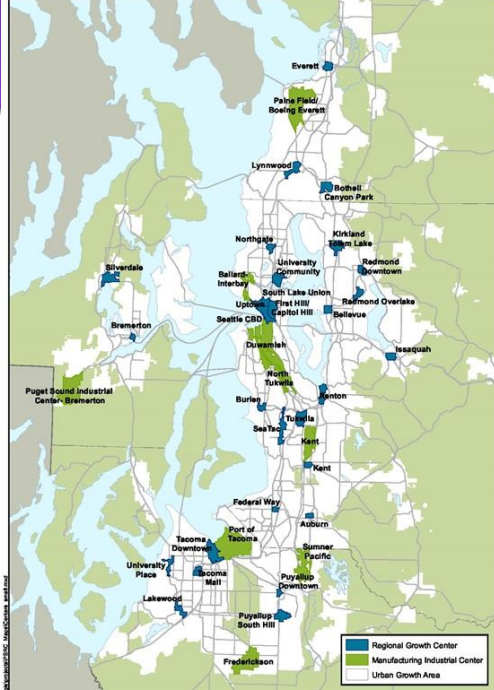 Everett
Paine Field/
Boeing Everett
Lynnwood
Bothell
Canyon Park
Northgate
Kirkland
Totem Lake
University
Community
Redmond
Downtown
Silverdale
Ballard-
Interbay
South Lake Union
Uptown
First Hill/
Capitol Hill
Redmond Overlake
Seattle CBD
Bellevue
Bremerton
Duwamish
Issaquah
North
Tukwila
Puget Sound Industrial
Center- Bremerton
Renton
Burien
Tukwila
SeaTac
Kent
Kent
Federal Way
Auburn
Port of
Tacoma
Tacoma
Downtown
Sumner
Pacific
University
Place
Tacoma
Mall
Puyallup
Downtown
Lakewood
Puyallup
South Hill
Frederickson
Regional Growth Center
Manufacturing Industrial Center
Urban Growth Area